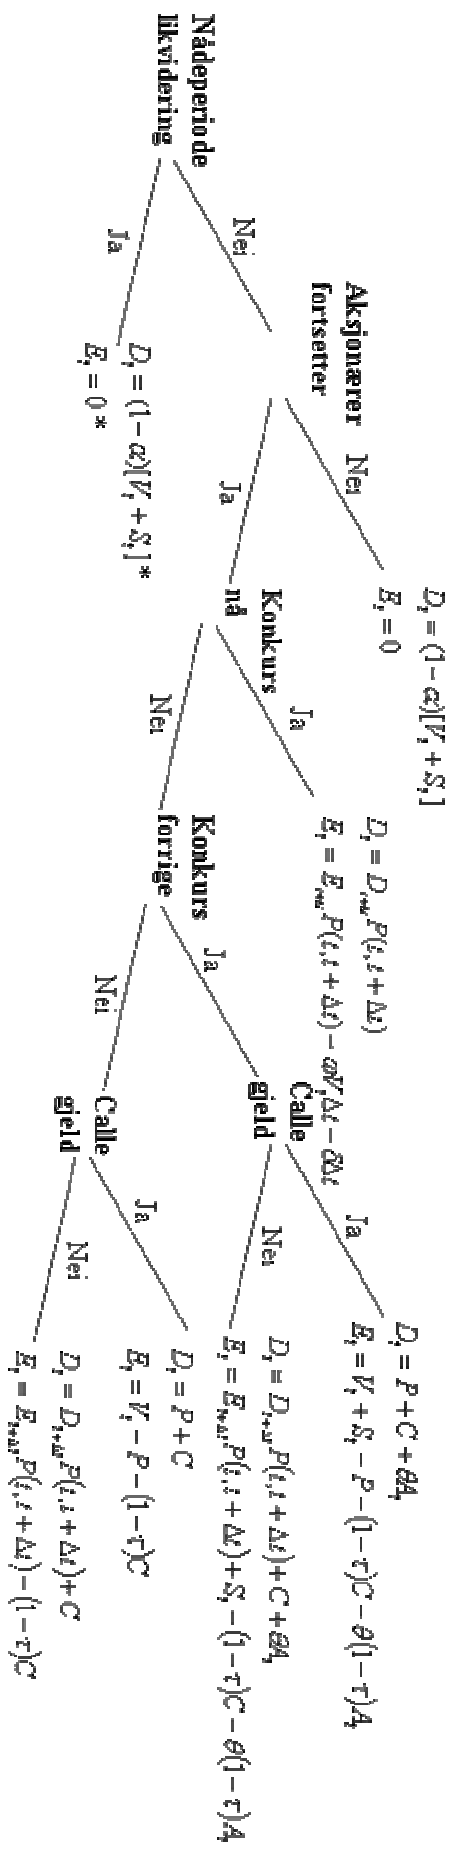 Nådeperiode
likvidering
Nei
Ja
Aksjonærer
fortsetter
D_t = (1 − α)[V_t + S_t] *
E_t = 0 *
Nei
Ja
D_t = (1 − α)[V_t + S_t]
E_t = 0
Konkurs
nå
Ja
Nei
D_t = D_{t+Δt}P(t,t + Δt)
E_t = E_{t+Δt}P(t,t + Δt) −
Konkurs
forrige
Ja
Nei
Calle
gjeld
Ja
Nei
D_t = P + C + θA_t
E_t = V_t + S_t − P − (1 − τ)C − θ(1 − τ)A_t
D_t = D_{t+Δt}P(t,t + Δt) + C + θA_t
E_t = E_{t+Δt}P(t,t + Δt) + S_t − (1 − τ)C − θ(1 − τ)A_t
Calle
gjeld
Ja
Nei
D_t = P + C
E_t = V_t − P − (1 − τ)C
D_t = D_{t+Δt}P(t,t + Δt) + C
E_t = E_{t+Δt}P(t,t + Δt) − (1 − τ)C